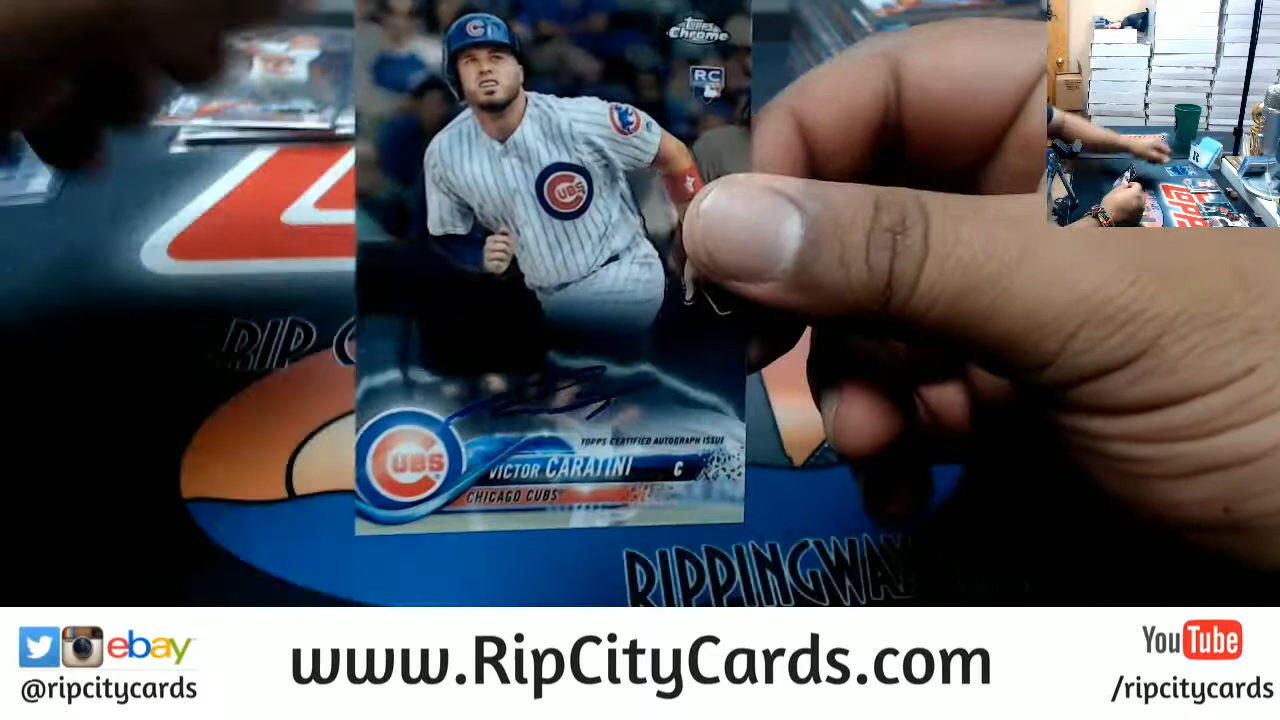 Topps
Chrome
RC
C
CUBS
RIP C
TOPPS CERTIFIED AUTOGRAPH ISSUE
CUBS
VICTOR CARATINI C
CHICAGO CUBS
RIPPINGWA
TOPPS
R
ebay
@ripcitycards
www.RipCityCards.com
YouTube
/ripcitycards